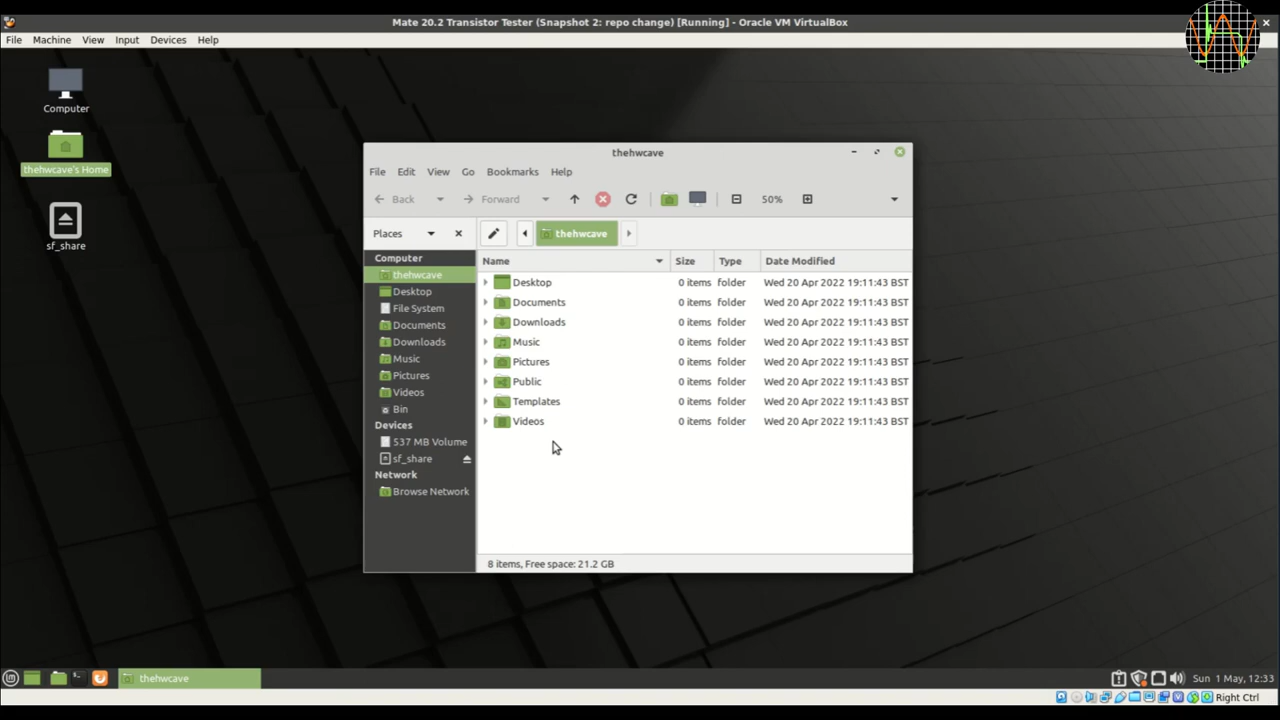 Mate 20.2 Transistor Tester (Snapshot 2: repo change) [Running] - Oracle VM VirtualBox
File Machine View Input Devices Help
Computer
thehwcave's Home
sf_share
thehwcave
File Edit View Go Bookmarks Help
Back Forward 50%
Places thehwcave
Computer
thehwcave
Desktop
File System
Documents
Downloads
Music
Pictures
Videos
Bin
Devices
537 MB Volume
sf_share
Network
Browse Network
Name Size Type Date Modified
Desktop 0 items folder Wed 20 Apr 2022 19:11:43 BST
Documents 0 items folder Wed 20 Apr 2022 19:11:43 BST
Downloads 0 items folder Wed 20 Apr 2022 19:11:43 BST
Music 0 items folder Wed 20 Apr 2022 19:11:43 BST
Pictures 0 items folder Wed 20 Apr 2022 19:11:43 BST
Public 0 items folder Wed 20 Apr 2022 19:11:43 BST
Templates 0 items folder Wed 20 Apr 2022 19:11:43 BST
Videos 0 items folder Wed 20 Apr 2022 19:11:43 BST
8 items, Free space: 21.2 GB
thehwcave
Sun 1 May, 12:33
Right Ctrl